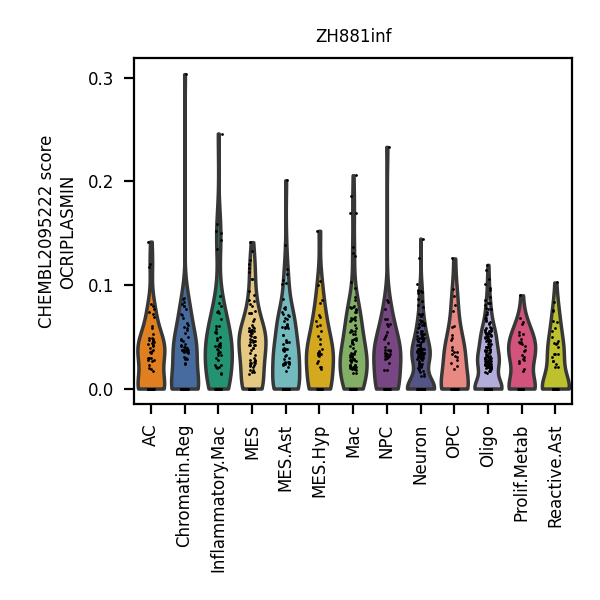 ZH881inf
CHEMBL2095222 score
OCRIPLASMIN
0.3
0.2
0.1
0.0
AC
Chromatin.Reg
Inflammatory.Mac
MES
MES.Ast
MES.Hyp
Mac
NPC
Neuron
OPC
Oligo
Prolif.Metab
Reactive.Ast